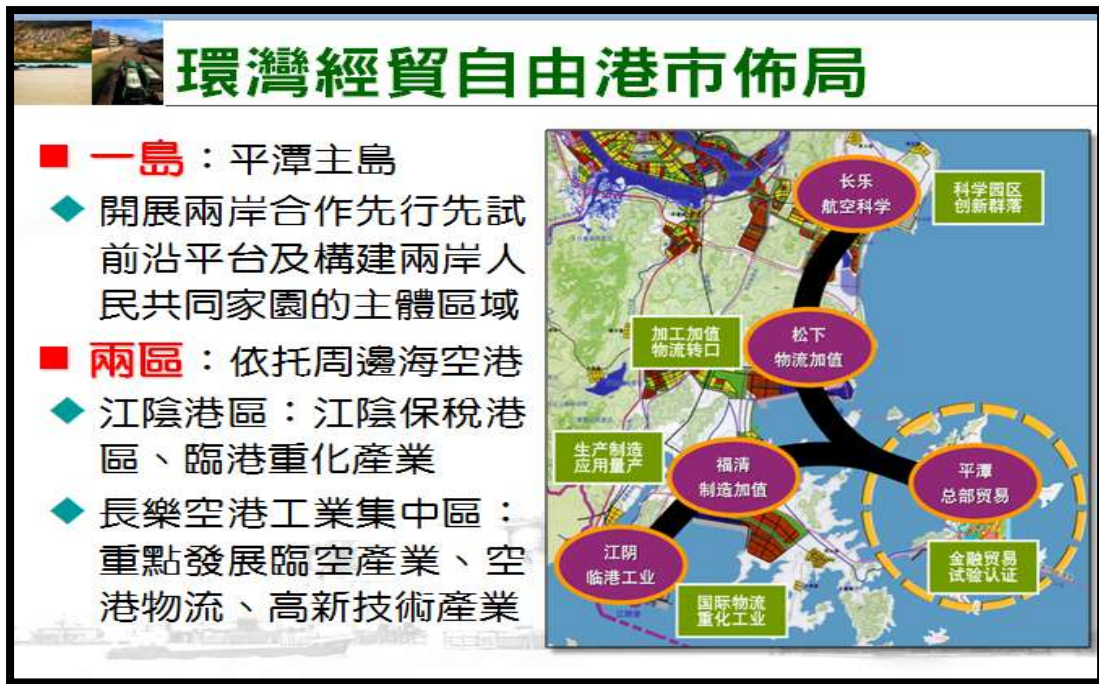 環灣經貿自由港市佈局
■ 一島：平潭主島
◆ 開展兩岸合作先行先試
前沿平台及構建兩岸人
民共同家園的主體區域
■ 兩區：依托周邊海空港
◆ 江陰港區：江陰保稅港
區、臨港重化產業
◆ 長樂空港工業集中區：
重點發展臨空產業、空
港物流、高新技術產業
长乐
航空科学
科学园区
创新群落
加工加值
物流转口
松下
物流加值
生产制造
应用量产
福清
制造加值
平潭
总部贸易
江阴
临港工业
金融贸易
试验认证
国际物流
重化工业